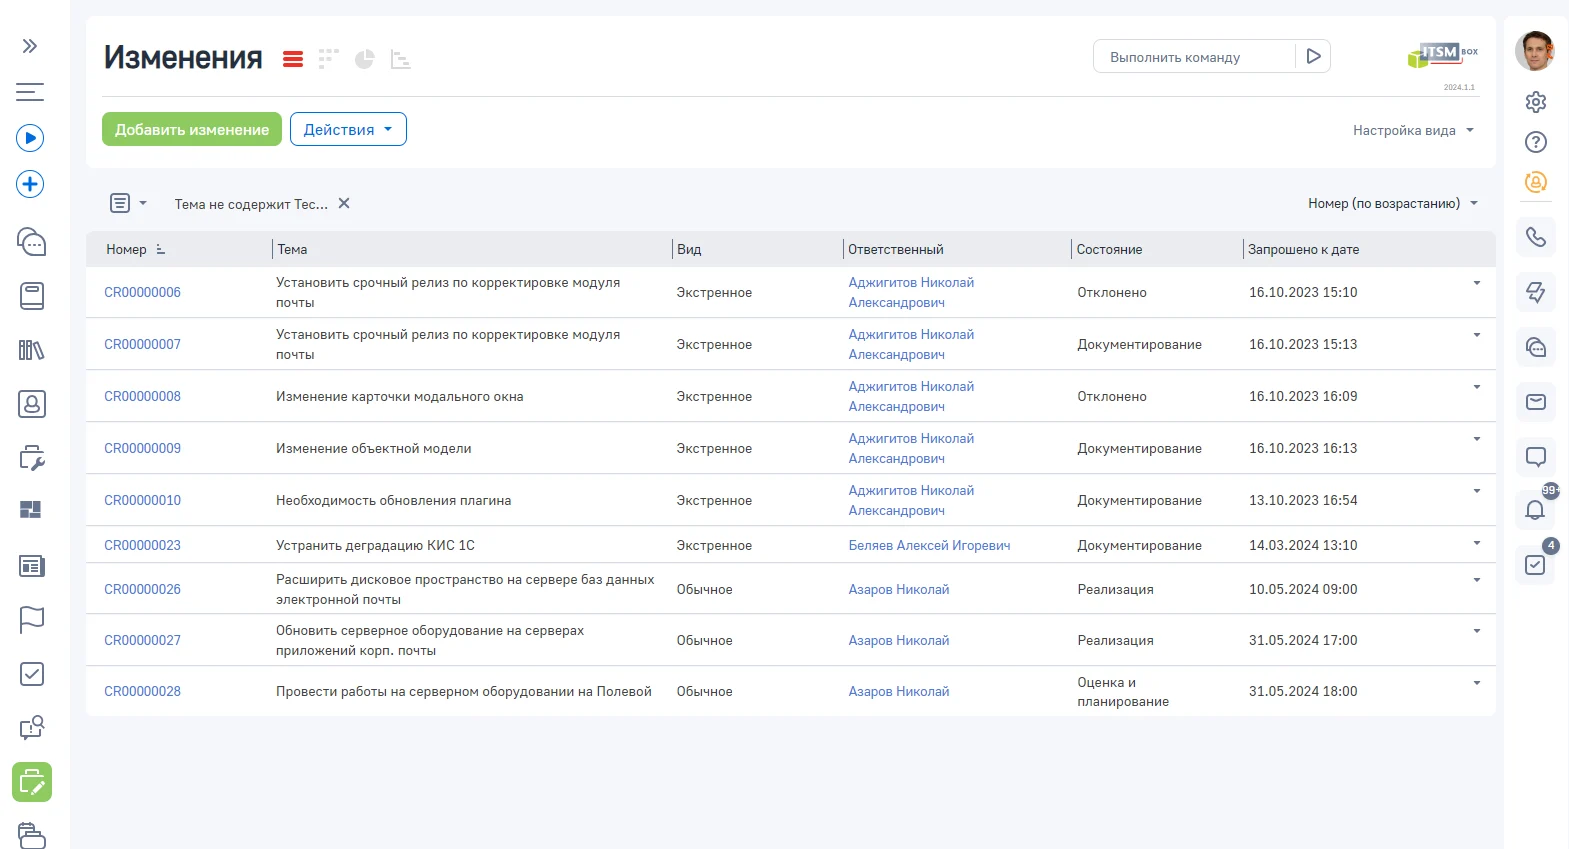 Изменения
Выполнить команду
ITSM BOX
2024.1.1
Добавить изменение
Действия
Настройка вида
Тема не содержит Тес...
Номер (по возрастанию)
Номер Тема Вид Ответственный Состояние Запрошено к дате
CR00000006 Установить срочный релиз по корректировке модуля почты Экстренное Аджигитов Николай Александрович Отклонено 16.10.2023 15:10
CR00000007 Установить срочный релиз по корректировке модуля почты Экстренное Аджигитов Николай Александрович Документирование 16.10.2023 15:13
CR00000008 Изменение карточки модального окна Экстренное Аджигитов Николай Александрович Отклонено 16.10.2023 16:09
CR00000009 Изменение объектной модели Экстренное Аджигитов Николай Александрович Документирование 16.10.2023 16:13
CR00000010 Необходимость обновления плагина Экстренное Аджигитов Николай Александрович Документирование 13.10.2023 16:54
CR00000023 Устранить деградацию КИС 1С Экстренное Беляев Алексей Игоревич Документирование 14.03.2024 13:10
CR00000026 Расширить дисковое пространство на сервере баз данных электронной почты Обычное Азаров Николай Реализация 10.05.2024 09:00
CR00000027 Обновить серверное оборудование на серверах приложений корп. почты Обычное Азаров Николай Реализация 31.05.2024 17:00
CR00000028 Провести работы на серверном оборудовании на Полевой Обычное Азаров Николай Оценка и планирование 31.05.2024 18:00
99+
4